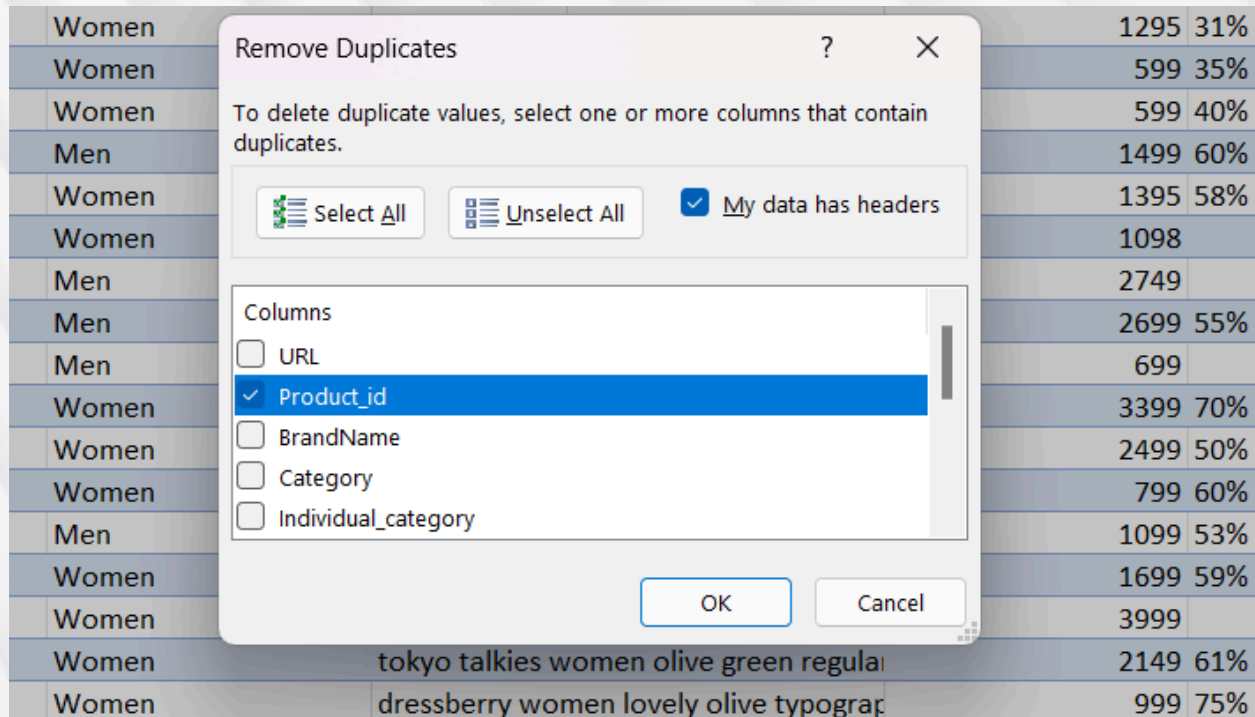 Women 1295 31%
Women 599 35%
Women 599 40%
Men 1499 60%
Women 1395 58%
Women 1098
Men 2749
Men 2699 55%
Men 699
Women 3399 70%
Women 2499 50%
Women 799 60%
Men 1099 53%
Women 1699 59%
Women 3999
Women tokyo talkies women olive green regular 2149 61%
Women dressberry women lovely olive typograp 999 75%
Remove Duplicates ?
To delete duplicate values, select one or more columns that contain
duplicates.
Select All Unselect All My data has headers
Columns
URL
Product_id
BrandName
Category
Individual_category
OK Cancel